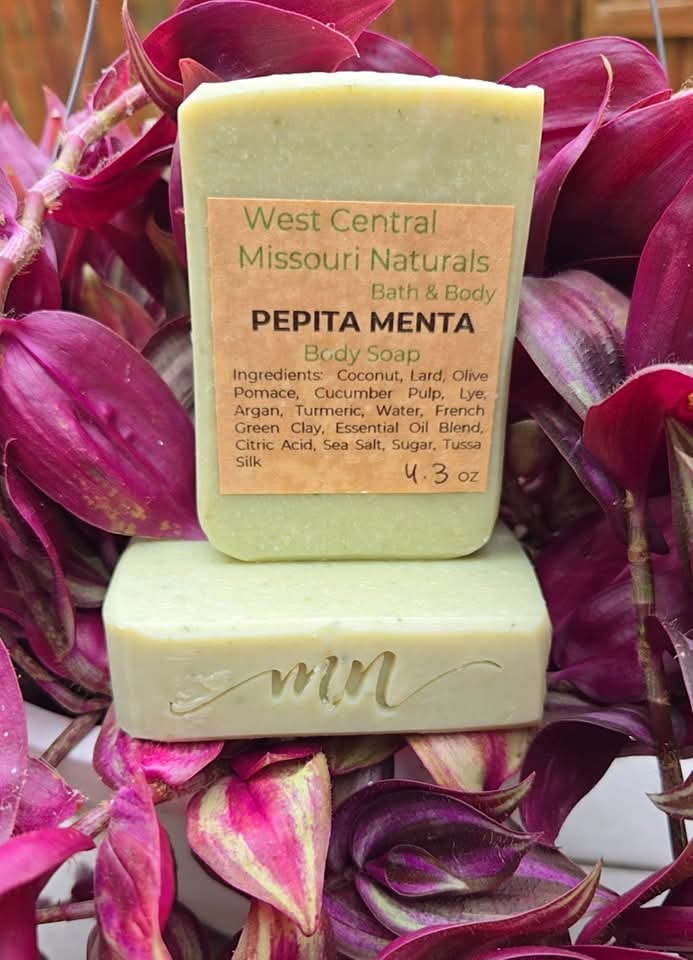 West Central
Missouri Naturals
Bath & Body
PEPITA MENTA
Body Soap
Ingredients: Coconut, Lard, Olive
Pomace, Cucumber Pulp, Lye,
Argan, Turmeric, Water, French
Green Clay, Essential Oil Blend,
Citric Acid, Sea Salt, Sugar, Tussa
Silk
4.3 oz
mn